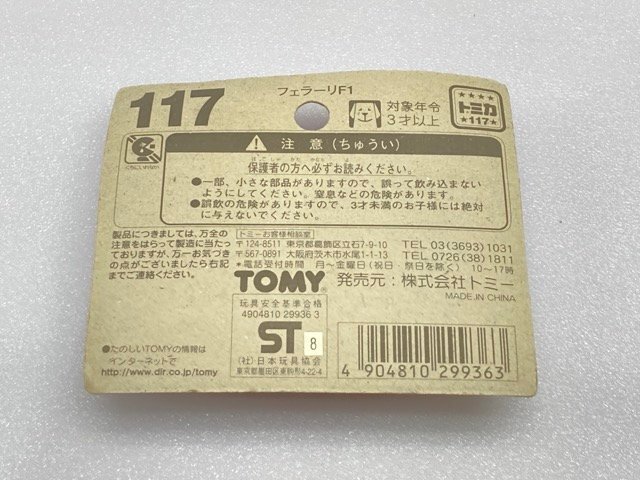 117
フェラーリF1
対象年令
3才以上
トミカ
117
注 意 (ちゅうい)
保護者の方へ必ずお読みください。
●一部、小さな部品がありますので、誤って飲み込まない
ようにしてください。窒息などの危険があります。
●誤飲の危険がありますので、3才未満のお子様には絶対
に与えないでください。
製品につきましては、万全の
注意をはらって製造に当たっ
ておりますが、万一お気づき
の点がございましたら右記
までご連絡ください。
トミーお客様相談室
〒124-8511 東京都葛飾区立石7-9-10 TEL 03(3693)1031
〒567-0891 大阪府茨木市水尾1-1-13 TEL 0726(38)1811
*電話受付時間 月〜金曜日(祝 祭日を除く) 10〜17時
TOMY 発売元:株式会社トミー
MADE IN CHINA
玩具安全基準合格
4904810 29936 3
ST 8
(社)日本玩具協会
東京都墨田区東駒形4-22-4
●たのしいTOMYの情報は
インターネットで
http://www.dlr.co.jp/tomy
4 904810 299363